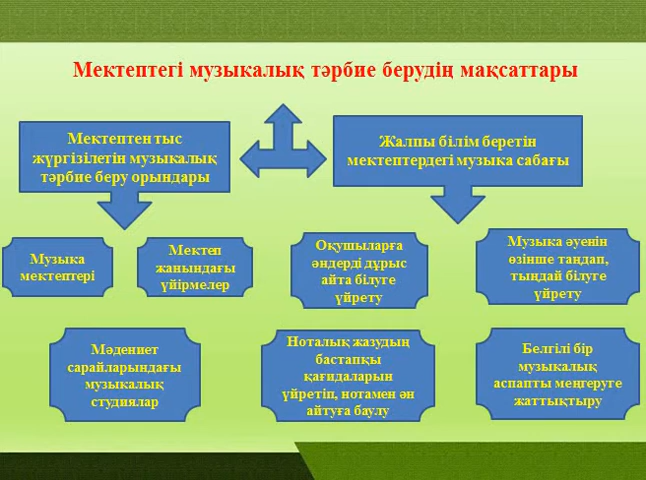 Мектептегі музыкалық тәрбие берудің мақсаттары
Мектептен тыс
жүргізілетін музыкалық
тәрбие беру орындары
Жалпы білім беретін
мектептердегі музыка сабағы
Музыка
мектептері
Мектеп
жанындағы
үйірмелер
Оқушыларға
әндерді дұрыс
айта білуге
үйрету
Музыка әуенін
өзінше таңдап,
тыңдай білуге
үйрету
Мәдениет
сарайларындағы
музыкалық
студиялар
Ноталық жазудың
бастапқы
қағидаларын
үйретіп, нотамен ән
айтуға баулу
Белгілі бір
музыкалық
аспапты меңгеруге
жаттықтыру